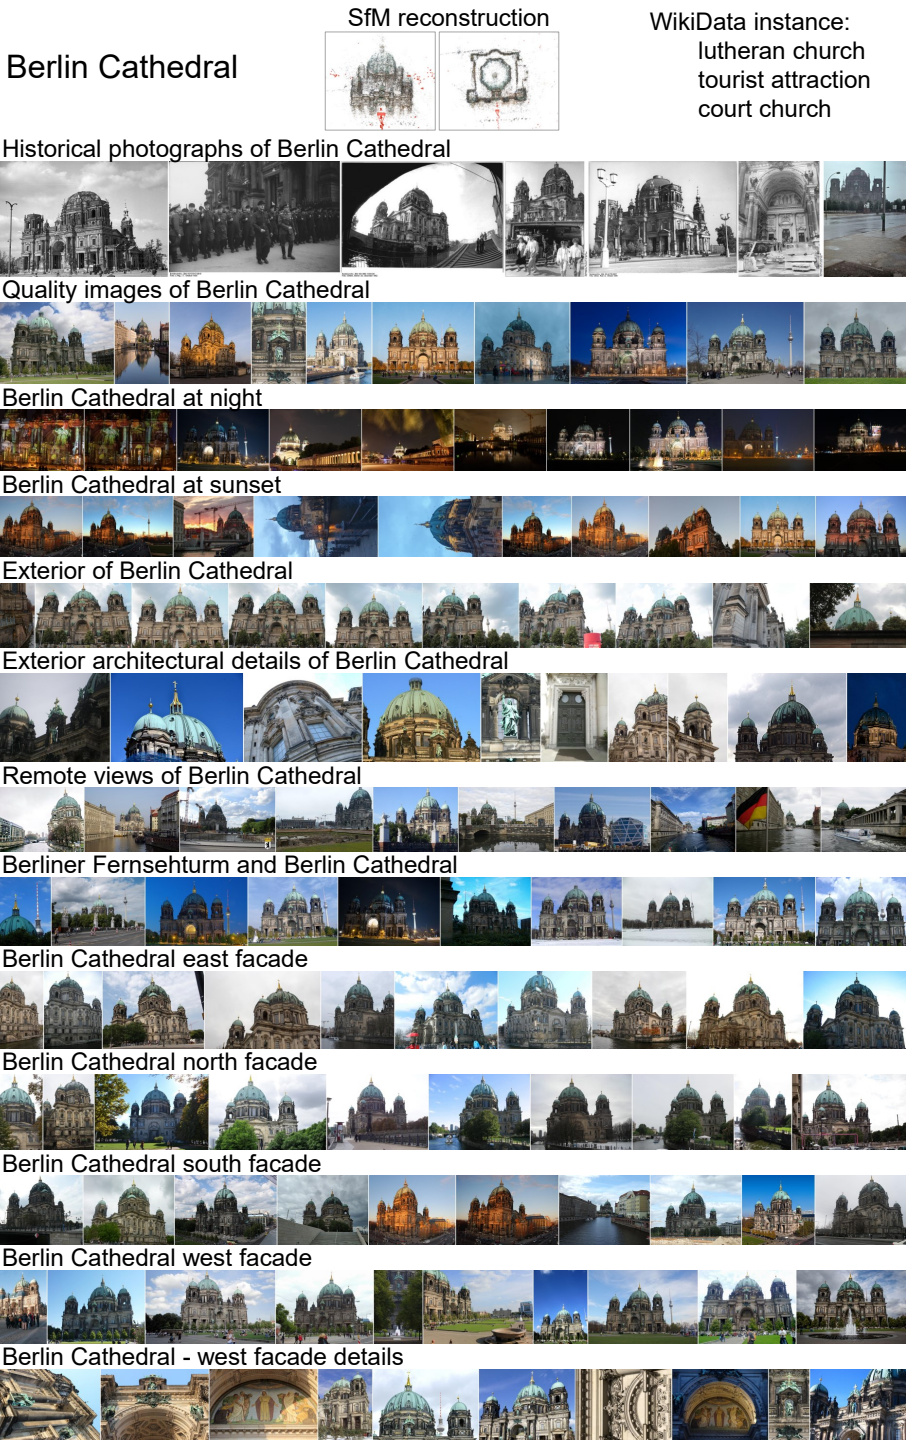 Berlin Cathedral
SfM reconstruction
WikiData instance:
lutheran church
tourist attraction
court church
Historical photographs of Berlin Cathedral
Quality images of Berlin Cathedral
Berlin Cathedral at night
Berlin Cathedral at sunset
Exterior of Berlin Cathedral
Exterior architectural details of Berlin Cathedral
Remote views of Berlin Cathedral
Berliner Fernsehturm and Berlin Cathedral
Berlin Cathedral east facade
Berlin Cathedral north facade
Berlin Cathedral south facade
Berlin Cathedral west facade
Berlin Cathedral - west facade details